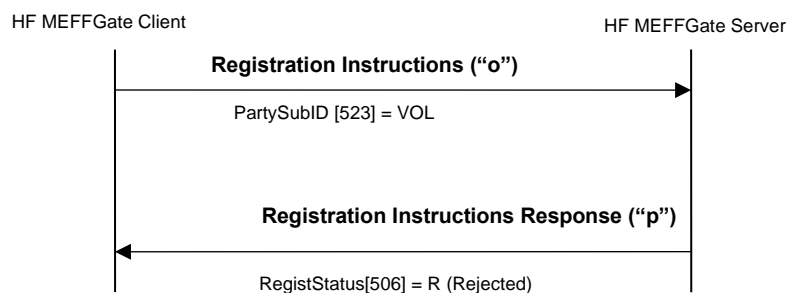 HF MEFFGate Client
HF MEFFGate Server
Registration Instructions (“o”)
PartySubID [523] = VOL
Registration Instructions Response (“p”)
RegistStatus[506] = R (Rejected)